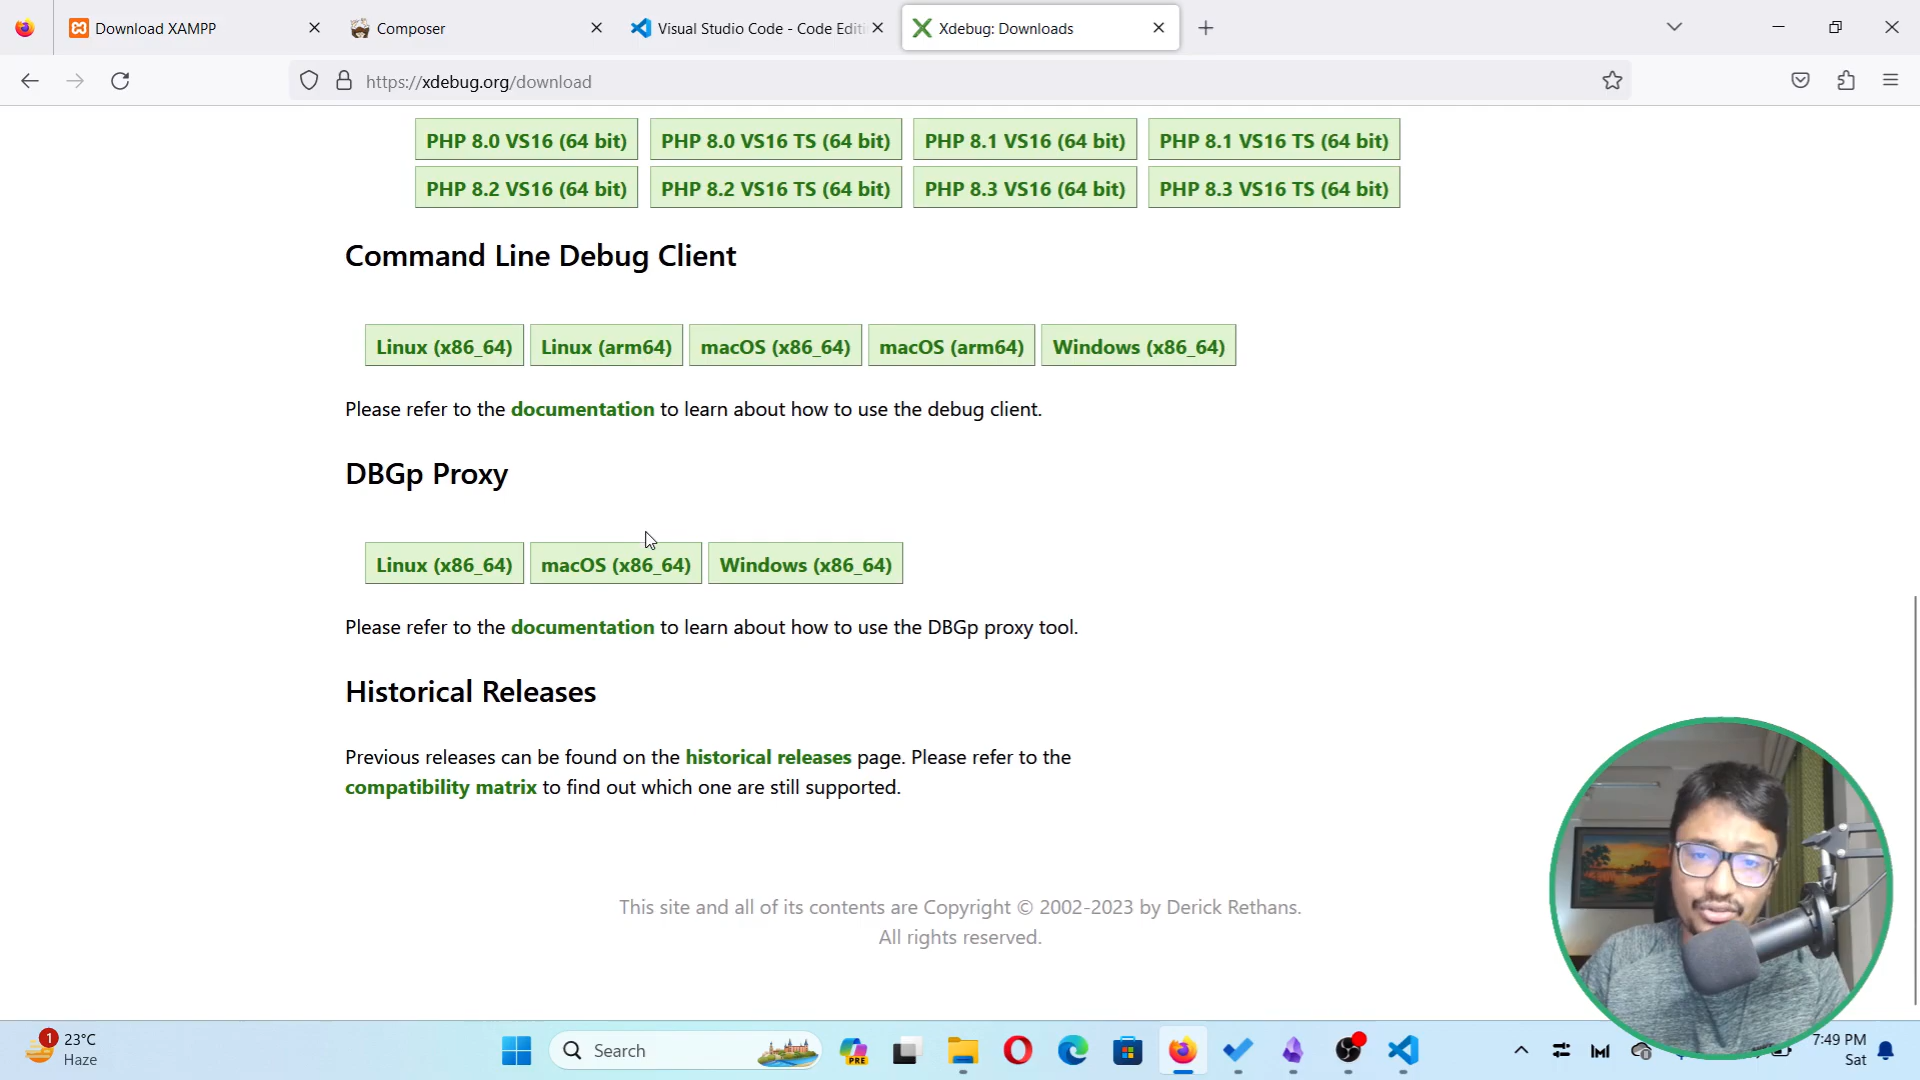 Download XAMPP
Composer
Visual Studio Code - Code Editi
Xdebug: Downloads
https://xdebug.org/download
PHP 8.0 VS16 (64 bit) PHP 8.0 VS16 TS (64 bit) PHP 8.1 VS16 (64 bit) PHP 8.1 VS16 TS (64 bit)
PHP 8.2 VS16 (64 bit) PHP 8.2 VS16 TS (64 bit) PHP 8.3 VS16 (64 bit) PHP 8.3 VS16 TS (64 bit)
Command Line Debug Client
Linux (x86_64) Linux (arm64) macOS (x86_64) macOS (arm64) Windows (x86_64)
Please refer to the documentation to learn about how to use the debug client.
DBGp Proxy
Linux (x86_64) macOS (x86_64) Windows (x86_64)
Please refer to the documentation to learn about how to use the DBGp proxy tool.
Historical Releases
Previous releases can be found on the historical releases page. Please refer to the
compatibility matrix to find out which one are still supported.
This site and all of its contents are Copyright © 2002-2023 by Derick Rethans.
All rights reserved.
1
23°C
Haze
Search
PRE
7:49 PM
Sat